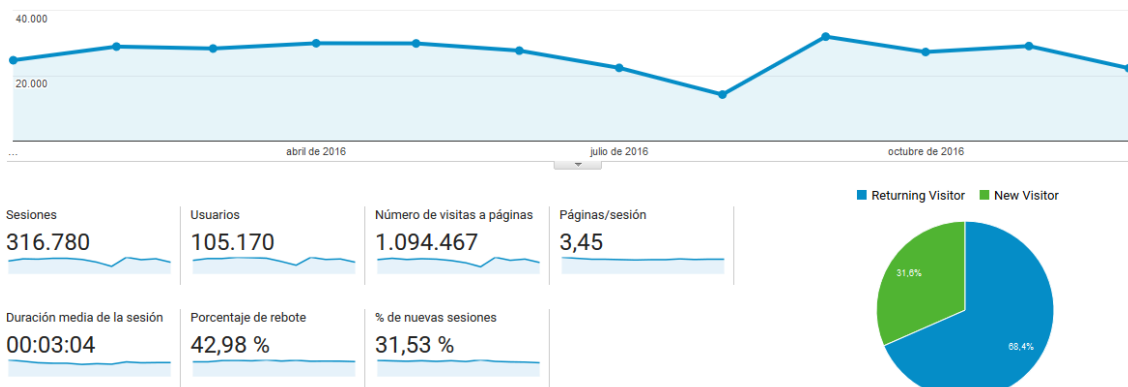 40.000
20.000
...
abril de 2016
julio de 2016
octubre de 2016
Returning Visitor
New Visitor
Sesiones
316.780
Usuarios
105.170
Número de visitas a páginas
1.094.467
Páginas/sesión
3,45
31,6%
68,4%
Duración media de la sesión
00:03:04
Porcentaje de rebote
42,98 %
% de nuevas sesiones
31,53 %